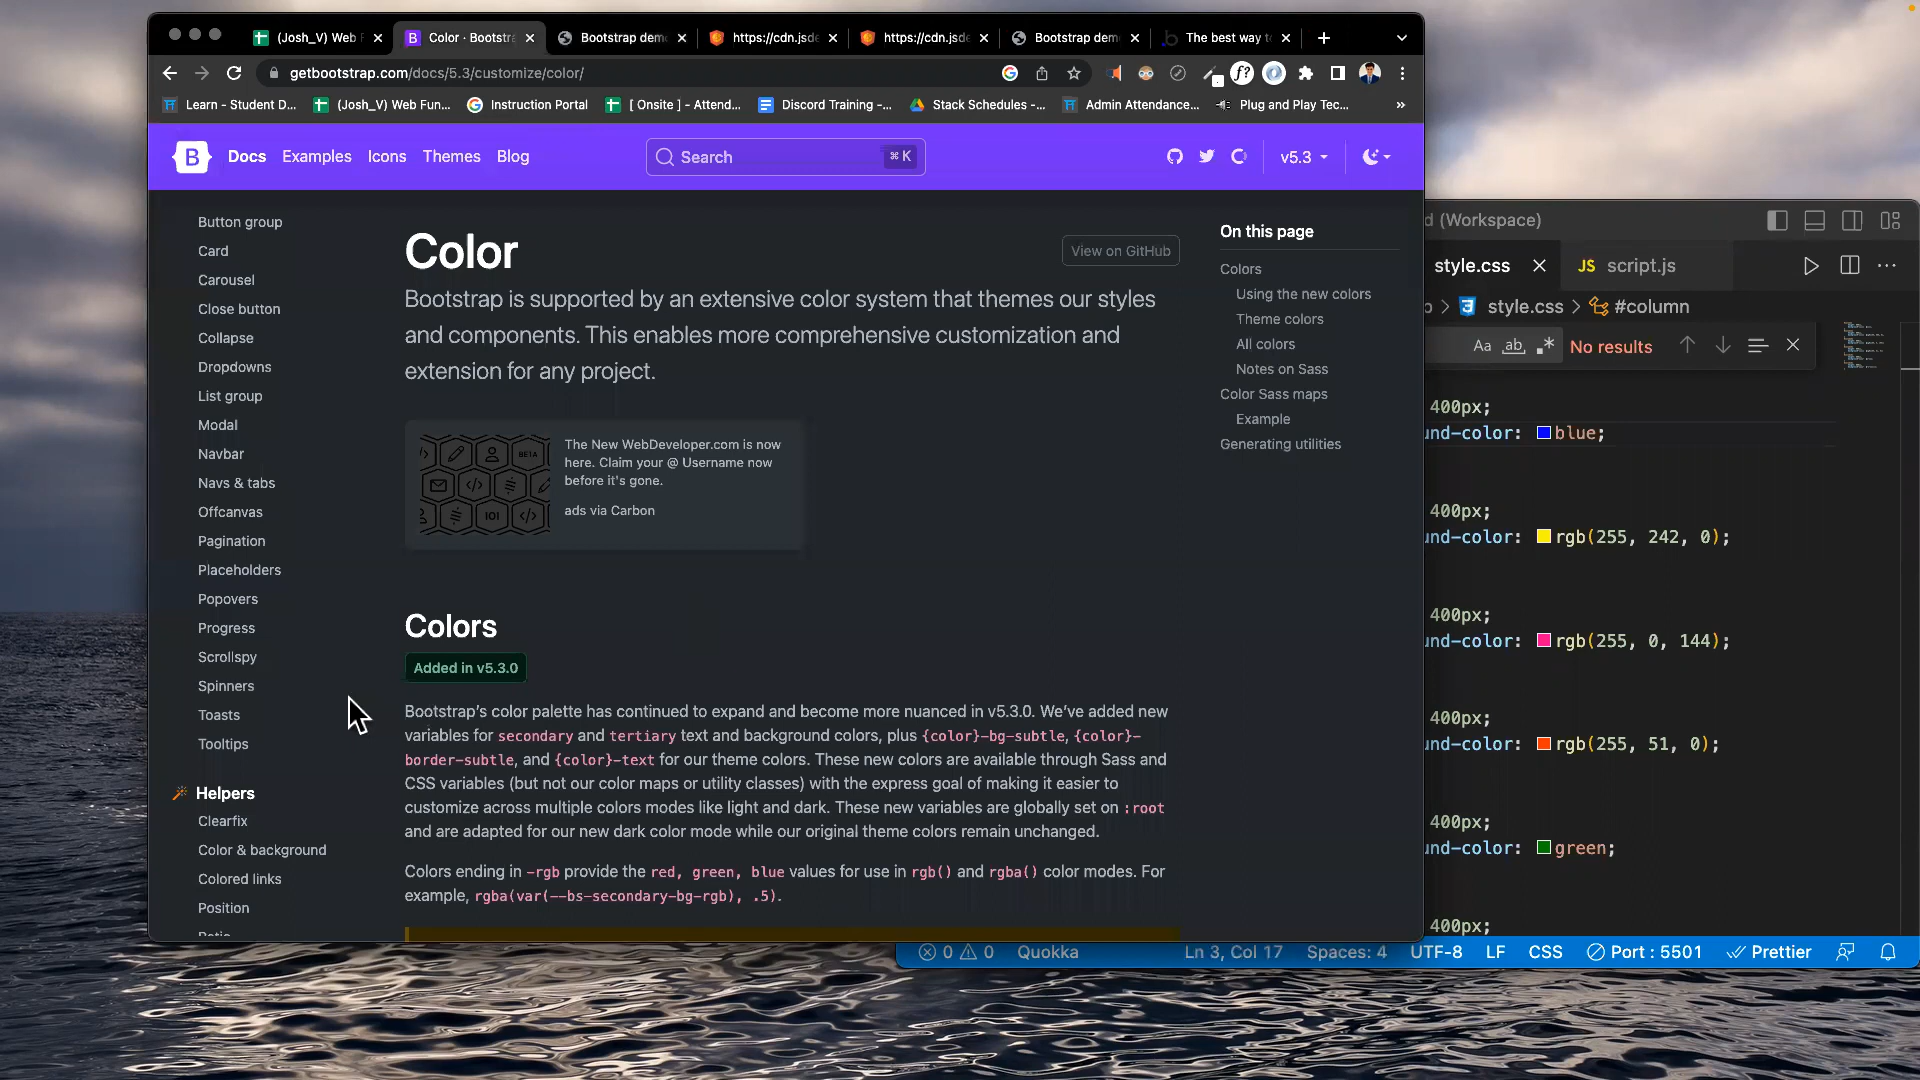 (Josh_V) Web F
Color · Bootstr
Bootstrap dem
https://cdn.jsde
https://cdn.jsde
Bootstrap dem
The best way t
getbootstrap.com/docs/5.3/customize/color/
Learn - Student D...
(Josh_V) Web Fun...
Instruction Portal
[ Onsite ] - Attend...
Discord Training -...
Stack Schedules -...
Admin Attendance...
Plug and Play Tec...
»
B
Docs
Examples
Icons
Themes
Blog
Search
⌘ K
v5.3
Button group
Card
Carousel
Close button
Collapse
Dropdowns
List group
Modal
Navbar
Navs & tabs
Offcanvas
Pagination
Placeholders
Popovers
Progress
Scrollspy
Spinners
Toasts
Tooltips
Helpers
Clearfix
Color & background
Colored links
Position
Color
View on GitHub
Bootstrap is supported by an extensive color system that themes our styles
and components. This enables more comprehensive customization and
extension for any project.
BETA
101
The New WebDeveloper.com is now
here. Claim your @ Username now
before it's gone.
ads via Carbon
Colors
Added in v5.3.0
Bootstrap's color palette has continued to expand and become more nuanced in v5.3.0. We've added new
variables for secondary and tertiary text and background colors, plus {color}-bg-subtle, {color}-
border-subtle, and {color}-text for our theme colors. These new colors are available through Sass and
CSS variables (but not our color maps or utility classes) with the express goal of making it easier to
customize across multiple colors modes like light and dark. These new variables are globally set on :root
and are adapted for our new dark color mode while our original theme colors remain unchanged.
Colors ending in -rgb provide the red, green, blue values for use in rgb() and rgba() color modes. For
example, rgba(var(--bs-secondary-bg-rgb), .5).
On this page
Colors
Using the new colors
Theme colors
All colors
Notes on Sass
Color Sass maps
Example
Generating utilities
d (Workspace)
style.css
JS script.js
style.css > #column
Aa ab No results
400px;
und-color: blue;
400px;
und-color: rgb(255, 242, 0);
400px;
und-color: rgb(255, 0, 144);
400px;
und-color: rgb(255, 51, 0);
400px;
und-color: green;
400px;
0 0 Quokka Ln 3, Col 17 Spaces: 4 UTF-8 LF CSS Port : 5501 Prettier